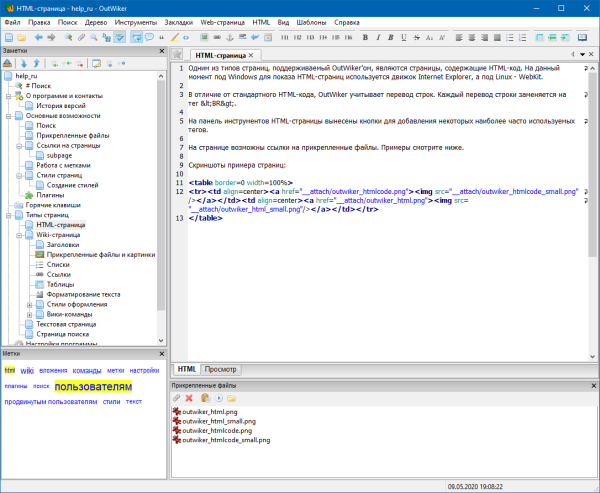 HTML-страница - help_ru - OutWiker
Файл Правка Поиск Дерево Инструменты Закладки Web-страница HTML Вид Шаблоны Справка
H1 H2 H3 H4 H5 H6 B I U S
Заметки
help_ru
# Поиск
О программе и контакты
История версий
Основные возможности
Поиск
Прикрепленные файлы
Ссылки на страницы
subpage
Работа с метками
Стили страниц
Создание стилей
Плагины
Горячие клавиши
Типы страниц
HTML-страница
Wiki-страница
Заголовки
Прикрепленные файлы и картинки
Списки
Ссылки
Таблицы
Форматирование текста
Стили оформления
Вики-команды
Текстовая страница
Страница поиска
Настройки программы
Метки
html wiki вложения команды метки настройки
плагины поиск пользователям
продвинутым пользователям стили текст
HTML-страница
1 Одним из типов страниц, поддерживаемый OutWiker'ом, являются страницы, содержащие HTML-код. На данный
момент под Windows для показа HTML-страниц используется движок Internet Explorer, а под Linux - WebKit.
2
3 В отличие от стандартного HTML-кода, OutWiker учитывает перевод строк. Каждый перевод строки заменяется на
тег &lt;BR&gt;.
4
5 На панель инструментов HTML-страницы вынесены кнопки для добавления некоторых наиболее часто используемых
тегов.
6
7 На странице возможны ссылки на прикрепленные файлы. Примеры смотрите ниже.
8
9 Скриншоты примера страниц:
10
11 <table border=0 width=100%>
12 <tr><td align=center><a href="__attach/outwiker_htmlcode.png"><img src="__attach/outwiker_htmlcode_small.png"
/></a></td><td align=center><a href="__attach/outwiker_html.png"><img src=
"__attach/outwiker_html_small.png"/></a></td></tr>
13 </table>
HTML Просмотр
Прикрепленные файлы
outwiker_html.png
outwiker_html_small.png
outwiker_htmlcode.png
outwiker_htmlcode_small.png
09.05.2020 19:08:22